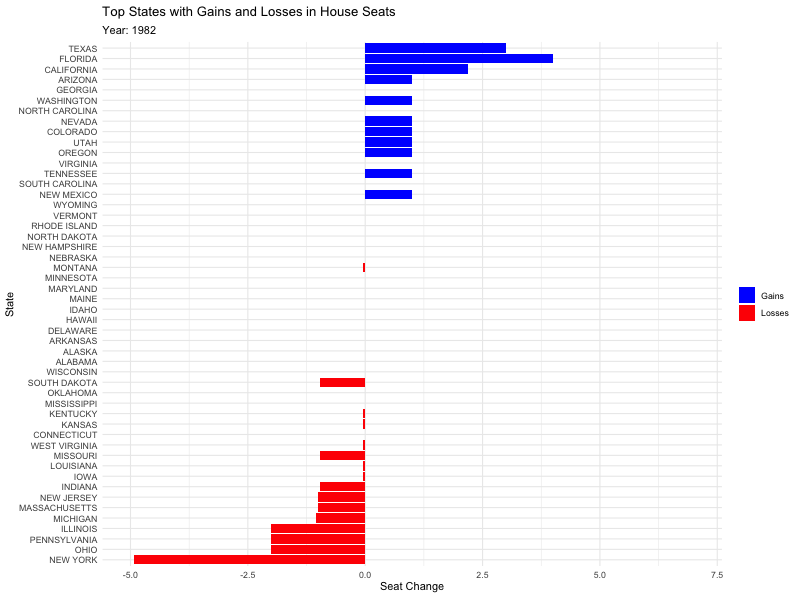 Top States with Gains and Losses in House Seats
Year: 1982
TEXAS
FLORIDA
CALIFORNIA
ARIZONA
GEORGIA
WASHINGTON
NORTH CAROLINA
NEVADA
COLORADO
UTAH
OREGON
VIRGINIA
TENNESSEE
SOUTH CAROLINA
NEW MEXICO
WYOMING
VERMONT
RHODE ISLAND
NORTH DAKOTA
NEW HAMPSHIRE
NEBRASKA
MONTANA
MINNESOTA
MARYLAND
MAINE
IDAHO
HAWAII
DELAWARE
ARKANSAS
ALASKA
ALABAMA
WISCONSIN
SOUTH DAKOTA
OKLAHOMA
MISSISSIPPI
KENTUCKY
KANSAS
CONNECTICUT
WEST VIRGINIA
MISSOURI
LOUISIANA
IOWA
INDIANA
NEW JERSEY
MASSACHUSETTS
MICHIGAN
ILLINOIS
PENNSYLVANIA
OHIO
NEW YORK
State
-5.0 -2.5 0.0 2.5 5.0 7.5
Seat Change
Gains
Losses